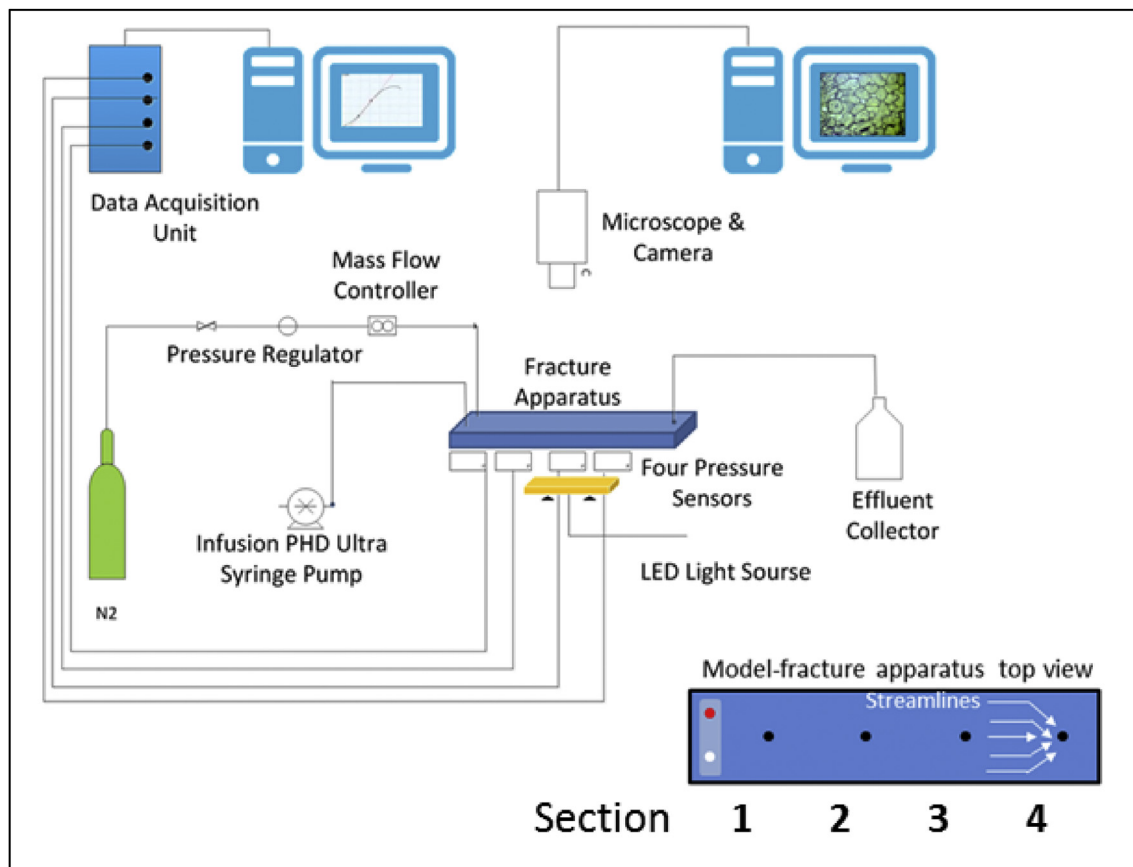 Data Acquisition
Unit
Microscope &
Camera
Mass Flow
Controller
Pressure Regulator
Fracture
Apparatus
Four Pressure
Sensors
Effluent
Collector
Infusion PHD Ultra
Syringe Pump
LED Light Sourse
N2
Model-fracture apparatus top view
Streamlines
Section 1 2 3 4